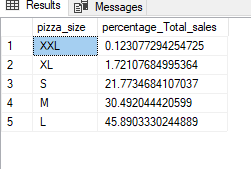 Results Messages
pizza_size percentage_Total_sales
1 XXL 0.123077294254725
2 XL 1.72107684995364
3 S 21.7734684107037
4 M 30.492044420599
5 L 45.8903330244889